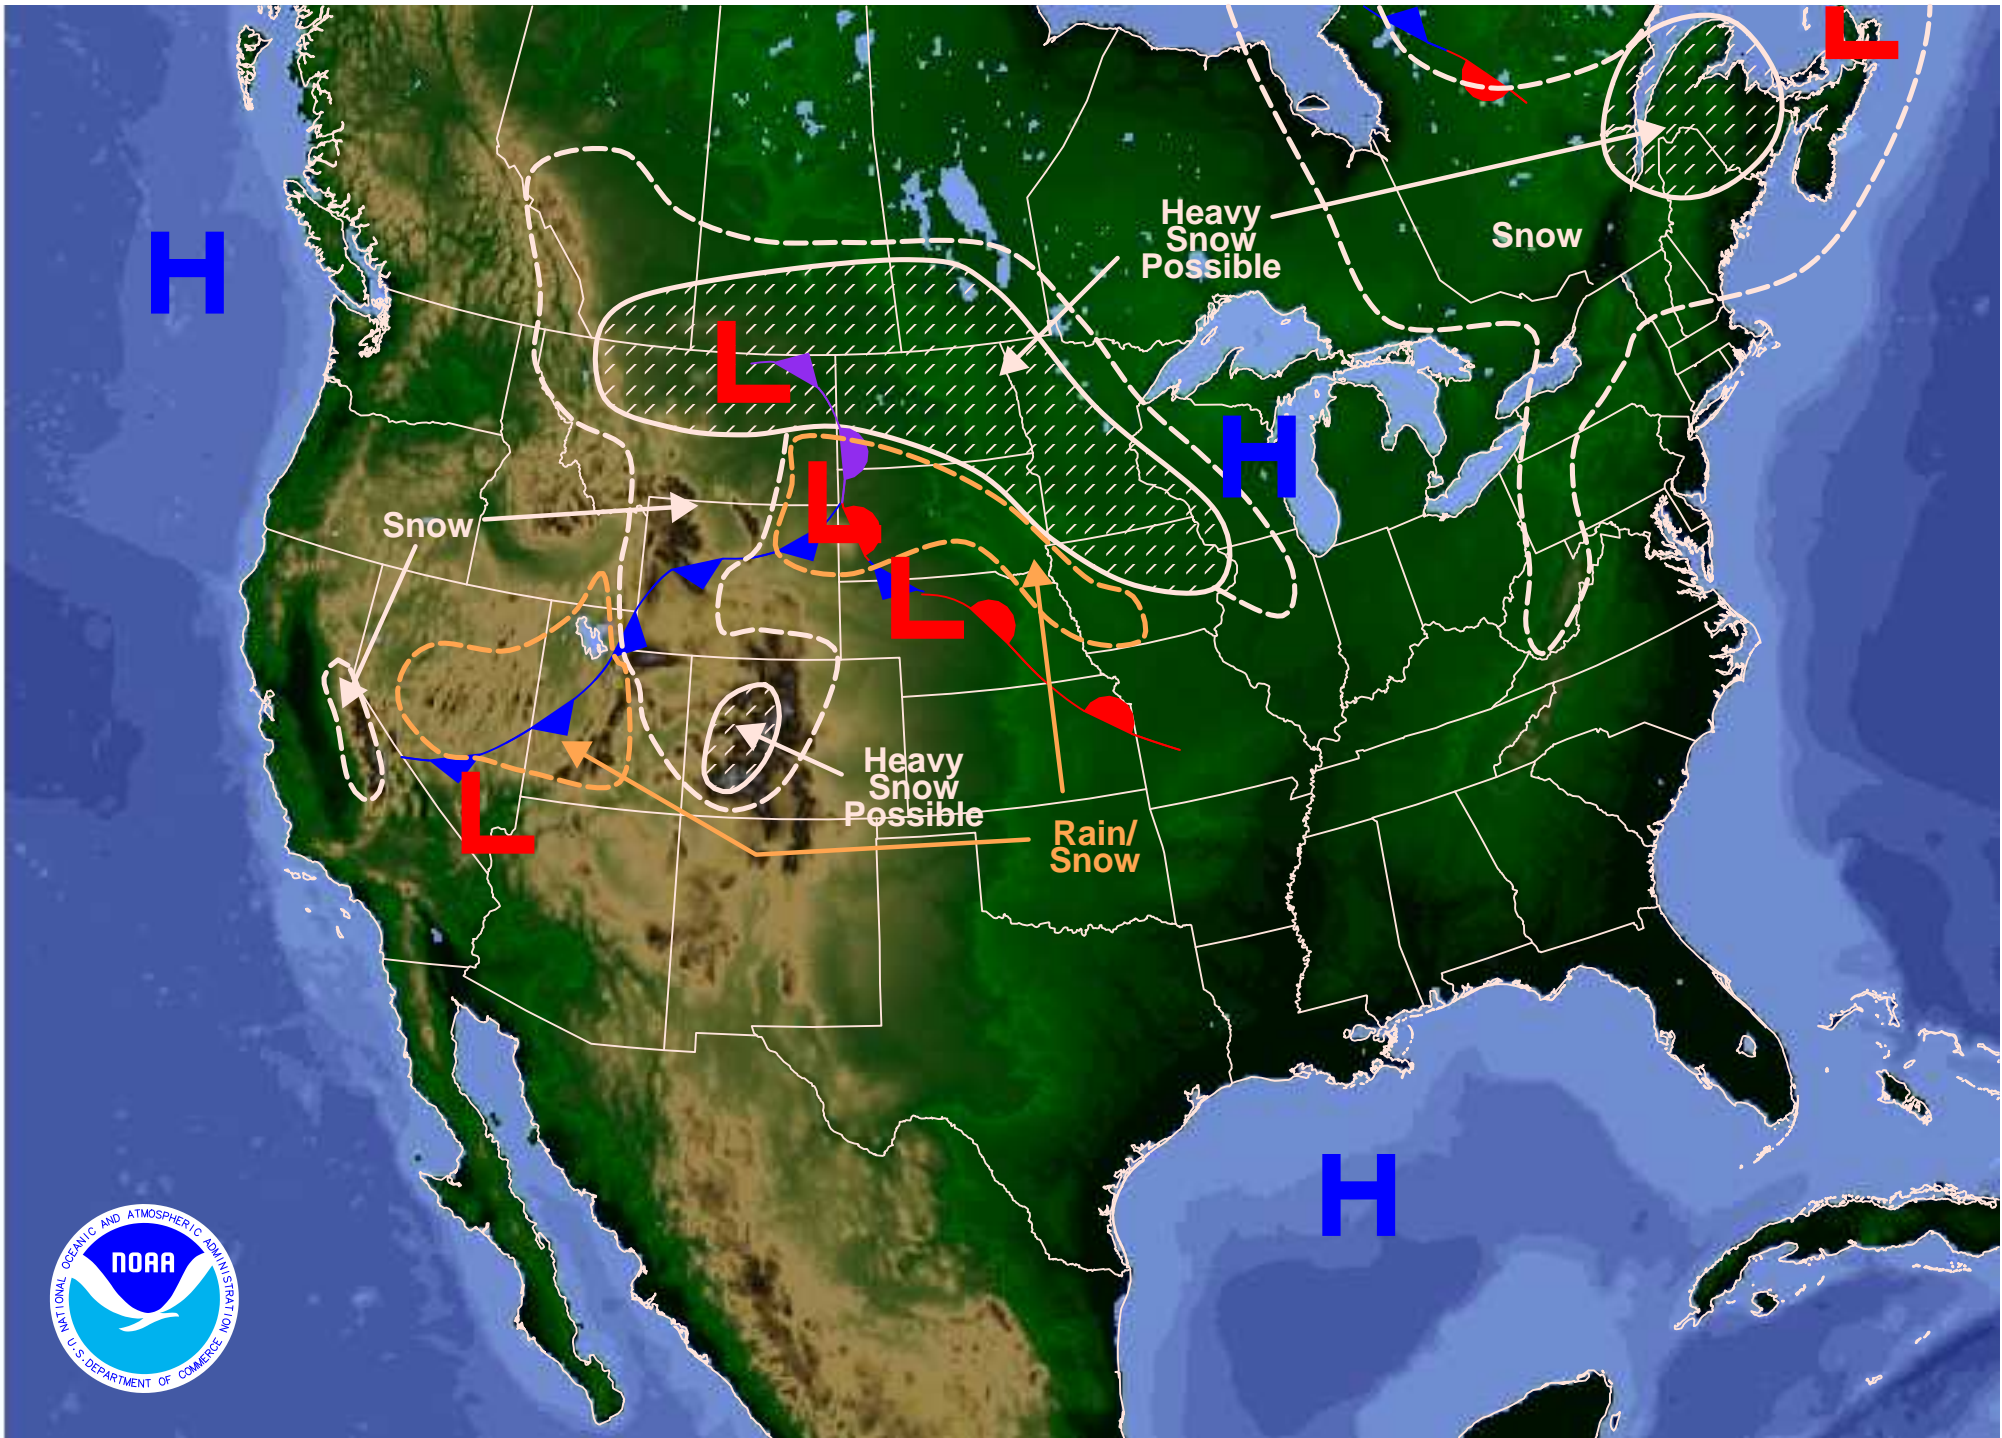 L
H
Heavy
Snow
Possible
Snow
L
H
L
Snow
L
Heavy
Snow
Possible
L
Rain/
Snow
H
NATIONAL OCEANIC AND ATMOSPHERIC ADMINISTRATION
NOAA
U.S. DEPARTMENT OF COMMERCE